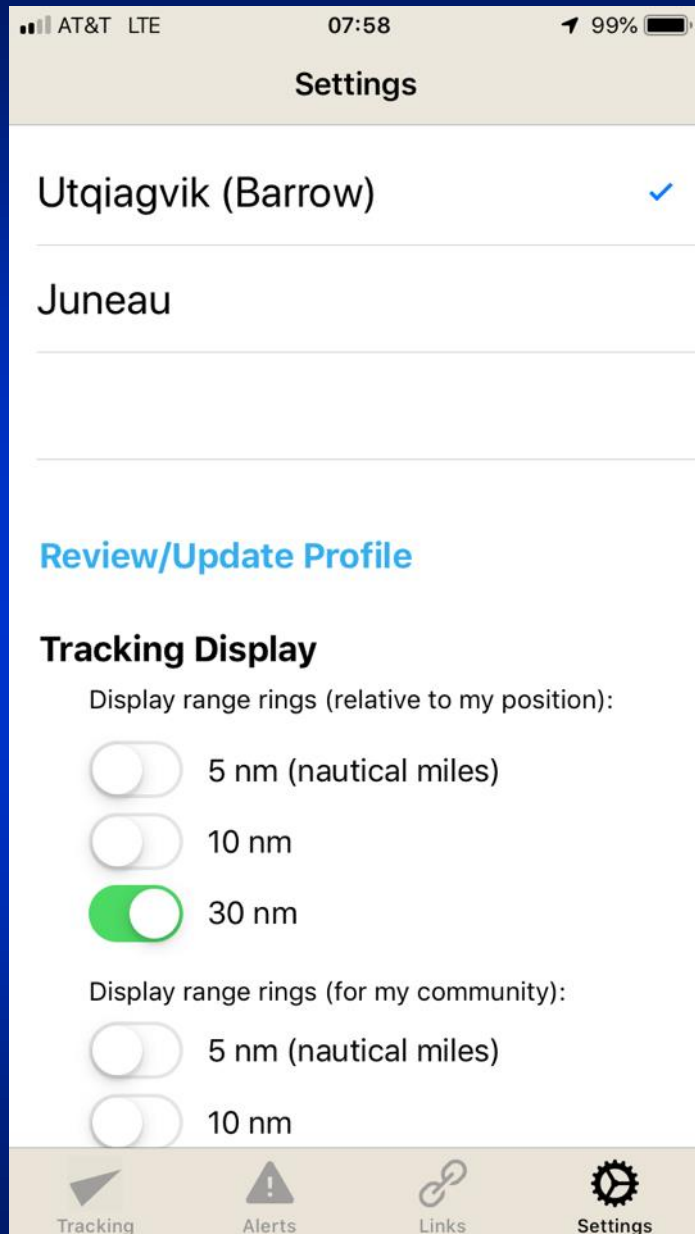 AT&T LTE 07:58 99%
Settings
Utqiagvik (Barrow)
Juneau
Review/Update Profile
Tracking Display
Display range rings (relative to my position):
5 nm (nautical miles)
10 nm
30 nm
Display range rings (for my community):
5 nm (nautical miles)
10 nm
Tracking Alerts Links Settings